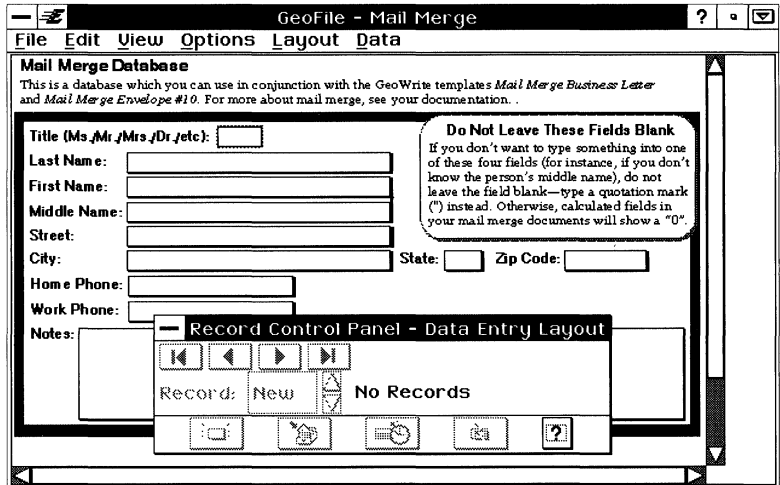 GeoFile - Mail Merge
?
File Edit View Options Layout Data
Mail Merge Database
This is a database which you can use in conjunction with the GeoWrite templates Mail Merge Business Letter
and Mail Merge Envelope #10. For more about mail merge, see your documentation. .
Title (Ms./Mr./Mrs./Dr./etc):
Last Name:
First Name:
Middle Name:
Street:
City:
State:
Zip Code:
Home Phone:
Work Phone:
Notes:
Do Not Leave These Fields Blank
If you don't want to type something into one
of these four fields (for instance, if you don't
know the person's middle name), do not
leave the field blank—type a quotation mark
(") instead. Otherwise, calculated fields in
your mail merge documents will show a "0".
Record Control Panel - Data Entry Layout
Record: New No Records
?